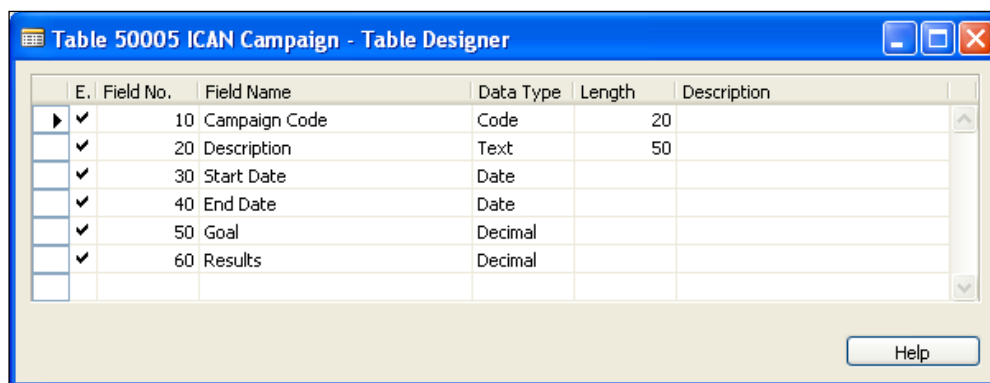 Table 50005 ICAN Campaign - Table Designer
E. Field No. Field Name Data Type Length Description
10 Campaign Code Code 20
20 Description Text 50
30 Start Date Date
40 End Date Date
50 Goal Decimal
60 Results Decimal
Help